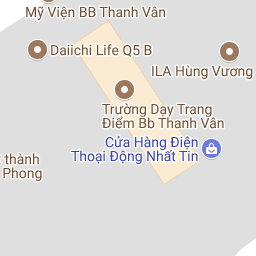 Mỹ Viện BB Thanh Vân
Daiichi Life Q5 B
ILA Hùng Vương
Trường Dạy Trang
Điểm Bb Thanh Vân
Cửa Hàng Điện
Thoại Động Nhất Tin
t thành
Phong